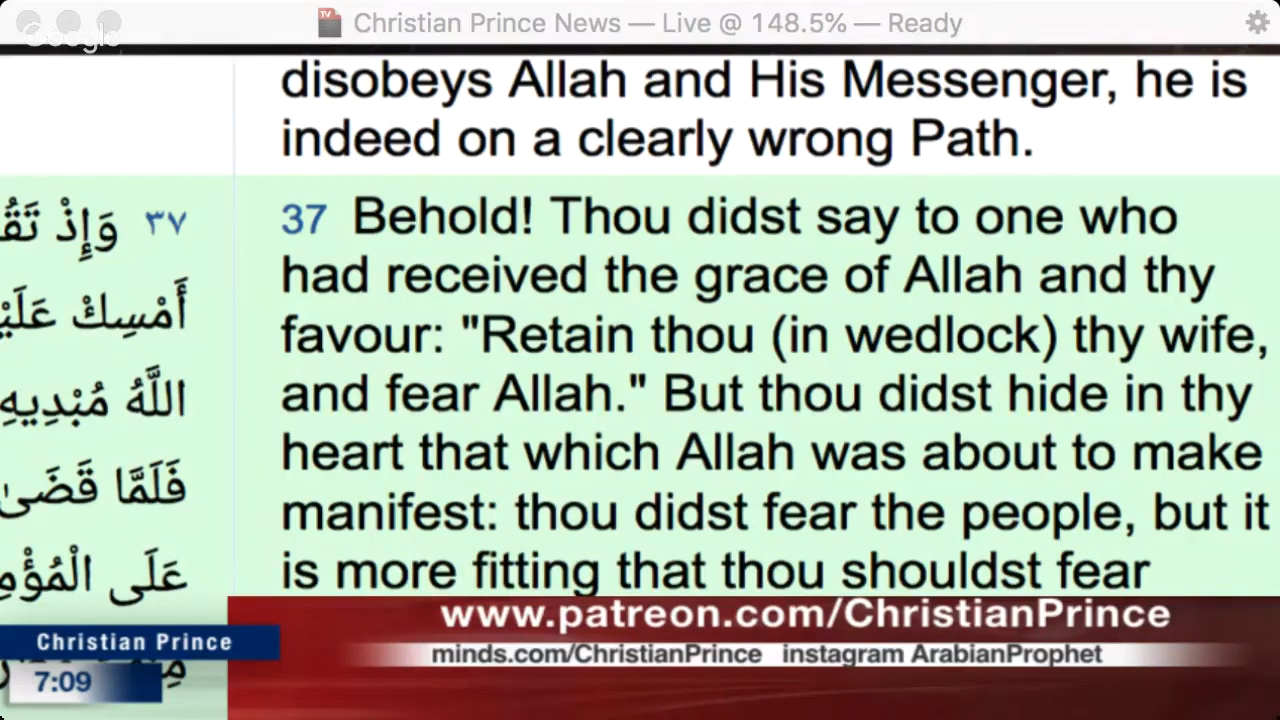 Christian Prince News — Live @ 148.5% — Ready
Google
disobeys Allah and His Messenger, he is
indeed on a clearly wrong Path.
٣٧ وَإِذْ
أَمْسِكْ
اللَّهُ مُبْدِيهِ
فَلَمَّا قَضَىٰ
عَلَى
37 Behold! Thou didst say to one who
had received the grace of Allah and thy
favour: "Retain thou (in wedlock) thy wife,
and fear Allah." But thou didst hide in thy
heart that which Allah was about to make
manifest: thou didst fear the people, but it
is more fitting that thou shouldst fear
www.patreon.com/ChristianPrince
Christian Prince
minds.com/ChristianPrince instagram ArabianProphet
7:09